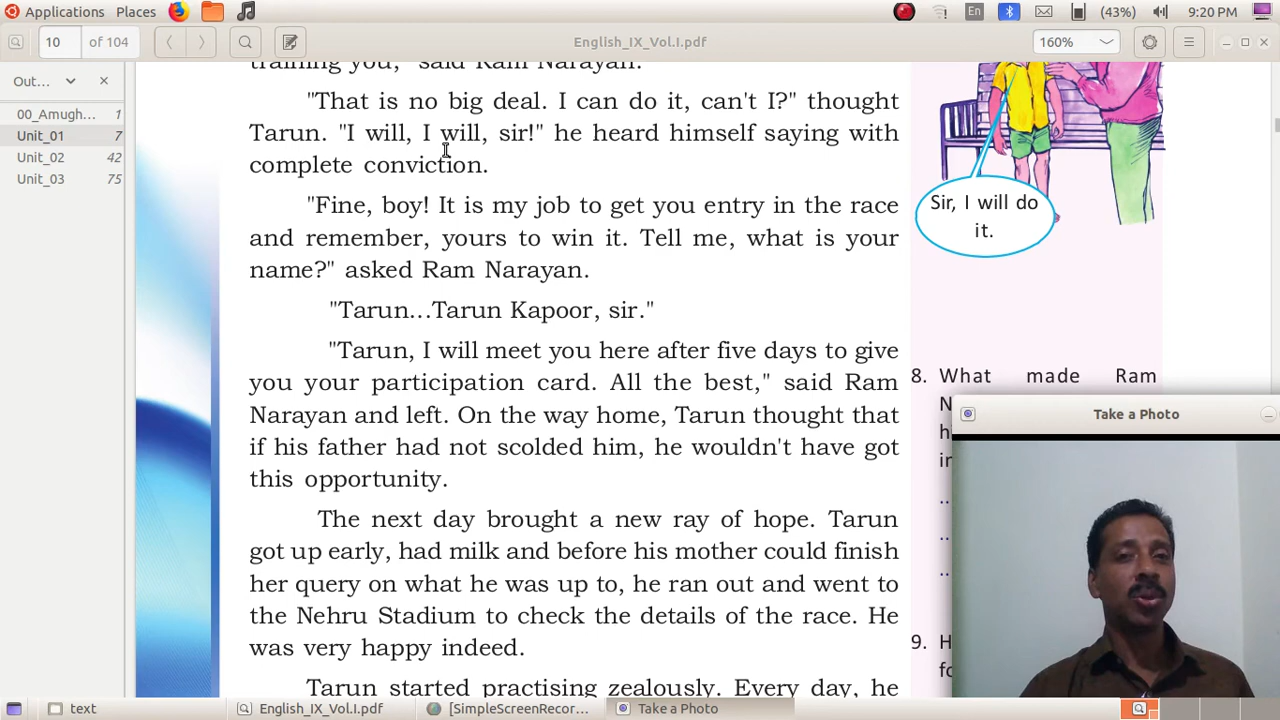 Applications Places En (43%) 9:20 PM
10 of 104 English_IX_Vol.I.pdf 160%
Out...
00_Amugh... 1
Unit_01 7
Unit_02 42
Unit_03 75
training you," said Ram Narayan.
"That is no big deal. I can do it, can't I?" thought
Tarun. "I will, I will, sir!" he heard himself saying with
complete conviction.
"Fine, boy! It is my job to get you entry in the race
and remember, yours to win it. Tell me, what is your
name?" asked Ram Narayan.
"Tarun...Tarun Kapoor, sir."
"Tarun, I will meet you here after five days to give
you your participation card. All the best," said Ram
Narayan and left. On the way home, Tarun thought that
if his father had not scolded him, he wouldn't have got
this opportunity.
The next day brought a new ray of hope. Tarun
got up early, had milk and before his mother could finish
her query on what he was up to, he ran out and went to
the Nehru Stadium to check the details of the race. He
was very happy indeed.
Tarun started practising zealously. Every day, he
Sir, I will do
it.
8. What made Ram
9.
Take a Photo
text English_IX_Vol.I.pdf [SimpleScreenRecor... Take a Photo